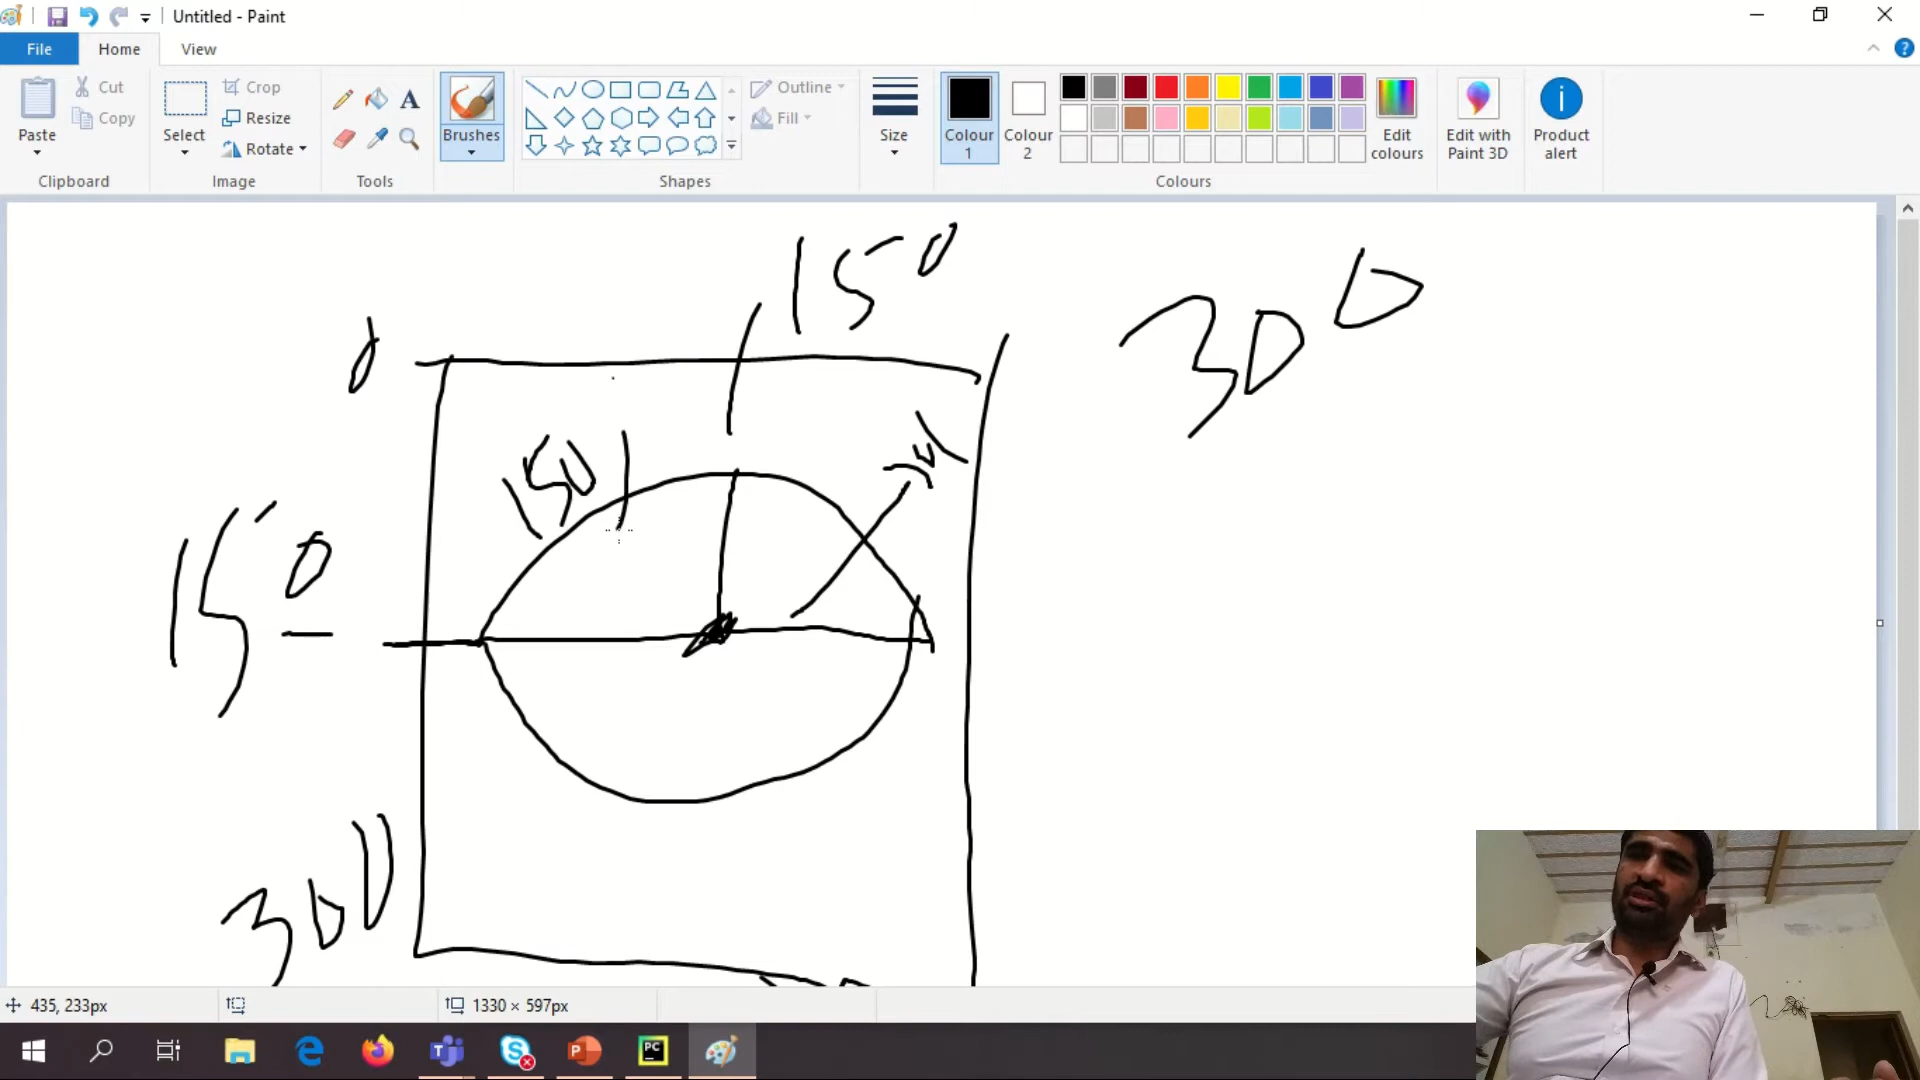 Untitled - Paint
File Home View
Paste Cut Copy Clipboard
Select Crop Resize Rotate Image
Tools
Brushes
Shapes
Outline Fill
Size
Colour 1 Colour 2 Edit colours Colours
Edit with Paint 3D
Product alert
150
0
300
150
150
300
435, 233px 1330 × 597px
PC